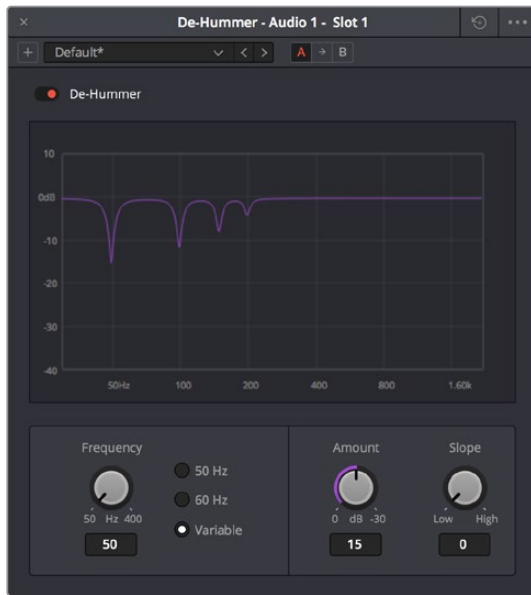 De-Hummer - Audio 1 - Slot 1
Default*
A B
De-Hummer
10
0dB
-10
-20
-30
-40
50Hz 100 200 400 800 1.60k
Frequency
50 Hz 400
50
50 Hz
60 Hz
Variable
Amount
0 dB -30
15
Slope
Low High
0